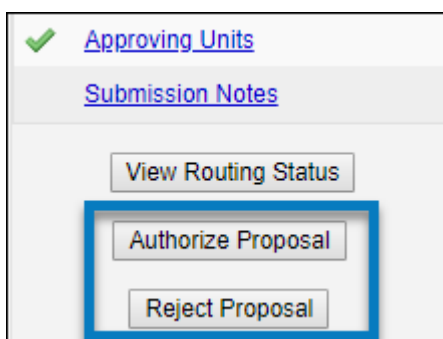 Approving Units
Submission Notes
View Routing Status
Authorize Proposal
Reject Proposal